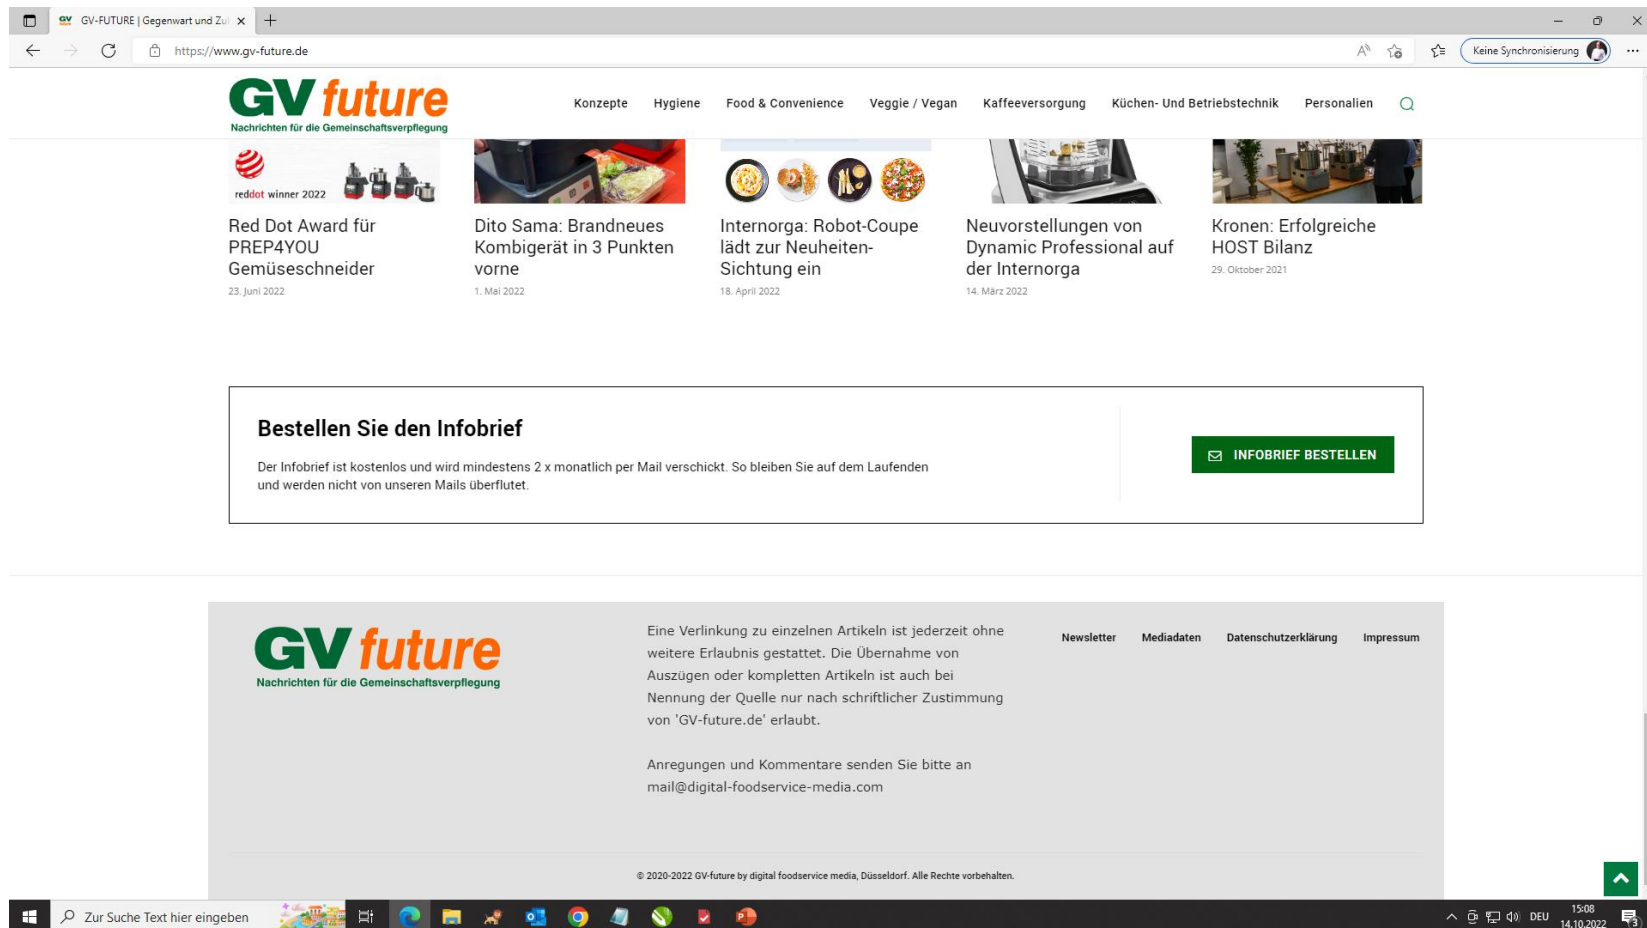 GV-FUTURE | Gegenwart und Zu
https://www.gv-future.de
Keine Synchronisierung
GV future
Nachrichten für die Gemeinschaftsverpflegung
Konzepte Hygiene Food & Convenience Veggie / Vegan Kaffeeversorgung Küchen- Und Betriebstechnik Personalien
reddot winner 2022
Red Dot Award für
PREP4YOU
Gemüseschneider
23. Juni 2022
Dito Sama: Brandneues
Kombigerät in 3 Punkten
vorne
1. Mai 2022
Internorga: Robot-Coupe
lädt zur Neuheiten-
Sichtung ein
18. April 2022
Neuvorstellungen von
Dynamic Professional auf
der Internorga
14. März 2022
Kronen: Erfolgreiche
HOST Bilanz
29. Oktober 2021
Bestellen Sie den Infobrief
Der Infobrief ist kostenlos und wird mindestens 2 x monatlich per Mail verschickt. So bleiben Sie auf dem Laufenden
und werden nicht von unseren Mails überflutet.
INFOBRIEF BESTELLEN
GV future
Nachrichten für die Gemeinschaftsverpflegung
Eine Verlinkung zu einzelnen Artikeln ist jederzeit ohne
weitere Erlaubnis gestattet. Die Übernahme von
Auszügen oder kompletten Artikeln ist auch bei
Nennung der Quelle nur nach schriftlicher Zustimmung
von 'GV-future.de' erlaubt.
Anregungen und Kommentare senden Sie bitte an
mail@digital-foodservice-media.com
Newsletter Mediadaten Datenschutzerklärung Impressum
© 2020-2022 GV-future by digital foodservice media, Düsseldorf. Alle Rechte vorbehalten.
Zur Suche Text hier eingeben
DEU
15:08
14.10.2022